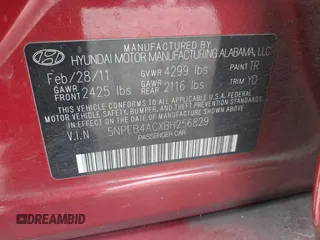 HYUNDAI MOTOR MANUFACTURING ALABAMA, LLC
Feb/28/11 GVWR 4299 lbs PAINT TR
GAWR FRONT 2425 lbs GAWR REAR 2116 lbs TRIM YD
THIS VEHICLE CONFORMS TO ALL APPLICABLE U.S.A. FEDERAL
MOTOR VEHICLE SAFETY, BUMPER, AND THEFT PREVENTION
STANDARDS IN EFFECT ON THE DATE OF MANUFACTURE SHOWN ABOVE.
V.I.N 5NPEB4ACXBH256829
PASSENGER CAR
DREAMBID